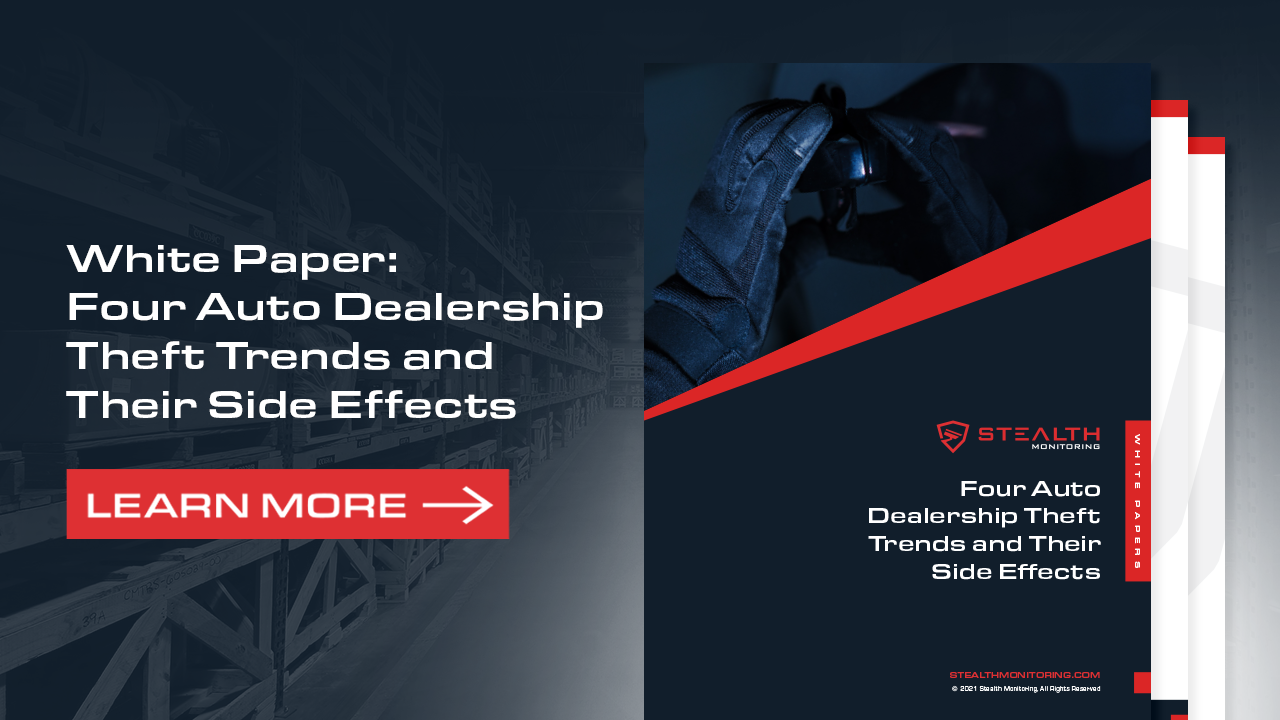 White Paper:
Four Auto Dealership
Theft Trends and
Their Side Effects
LEARN MORE
STEALTH
MONITORING
WHITE PAPERS
Four Auto
Dealership Theft
Trends and Their
Side Effects
STEALTHMONITORING.COM
© 2021 Stealth Monitoring, All Rights Reserved
39A